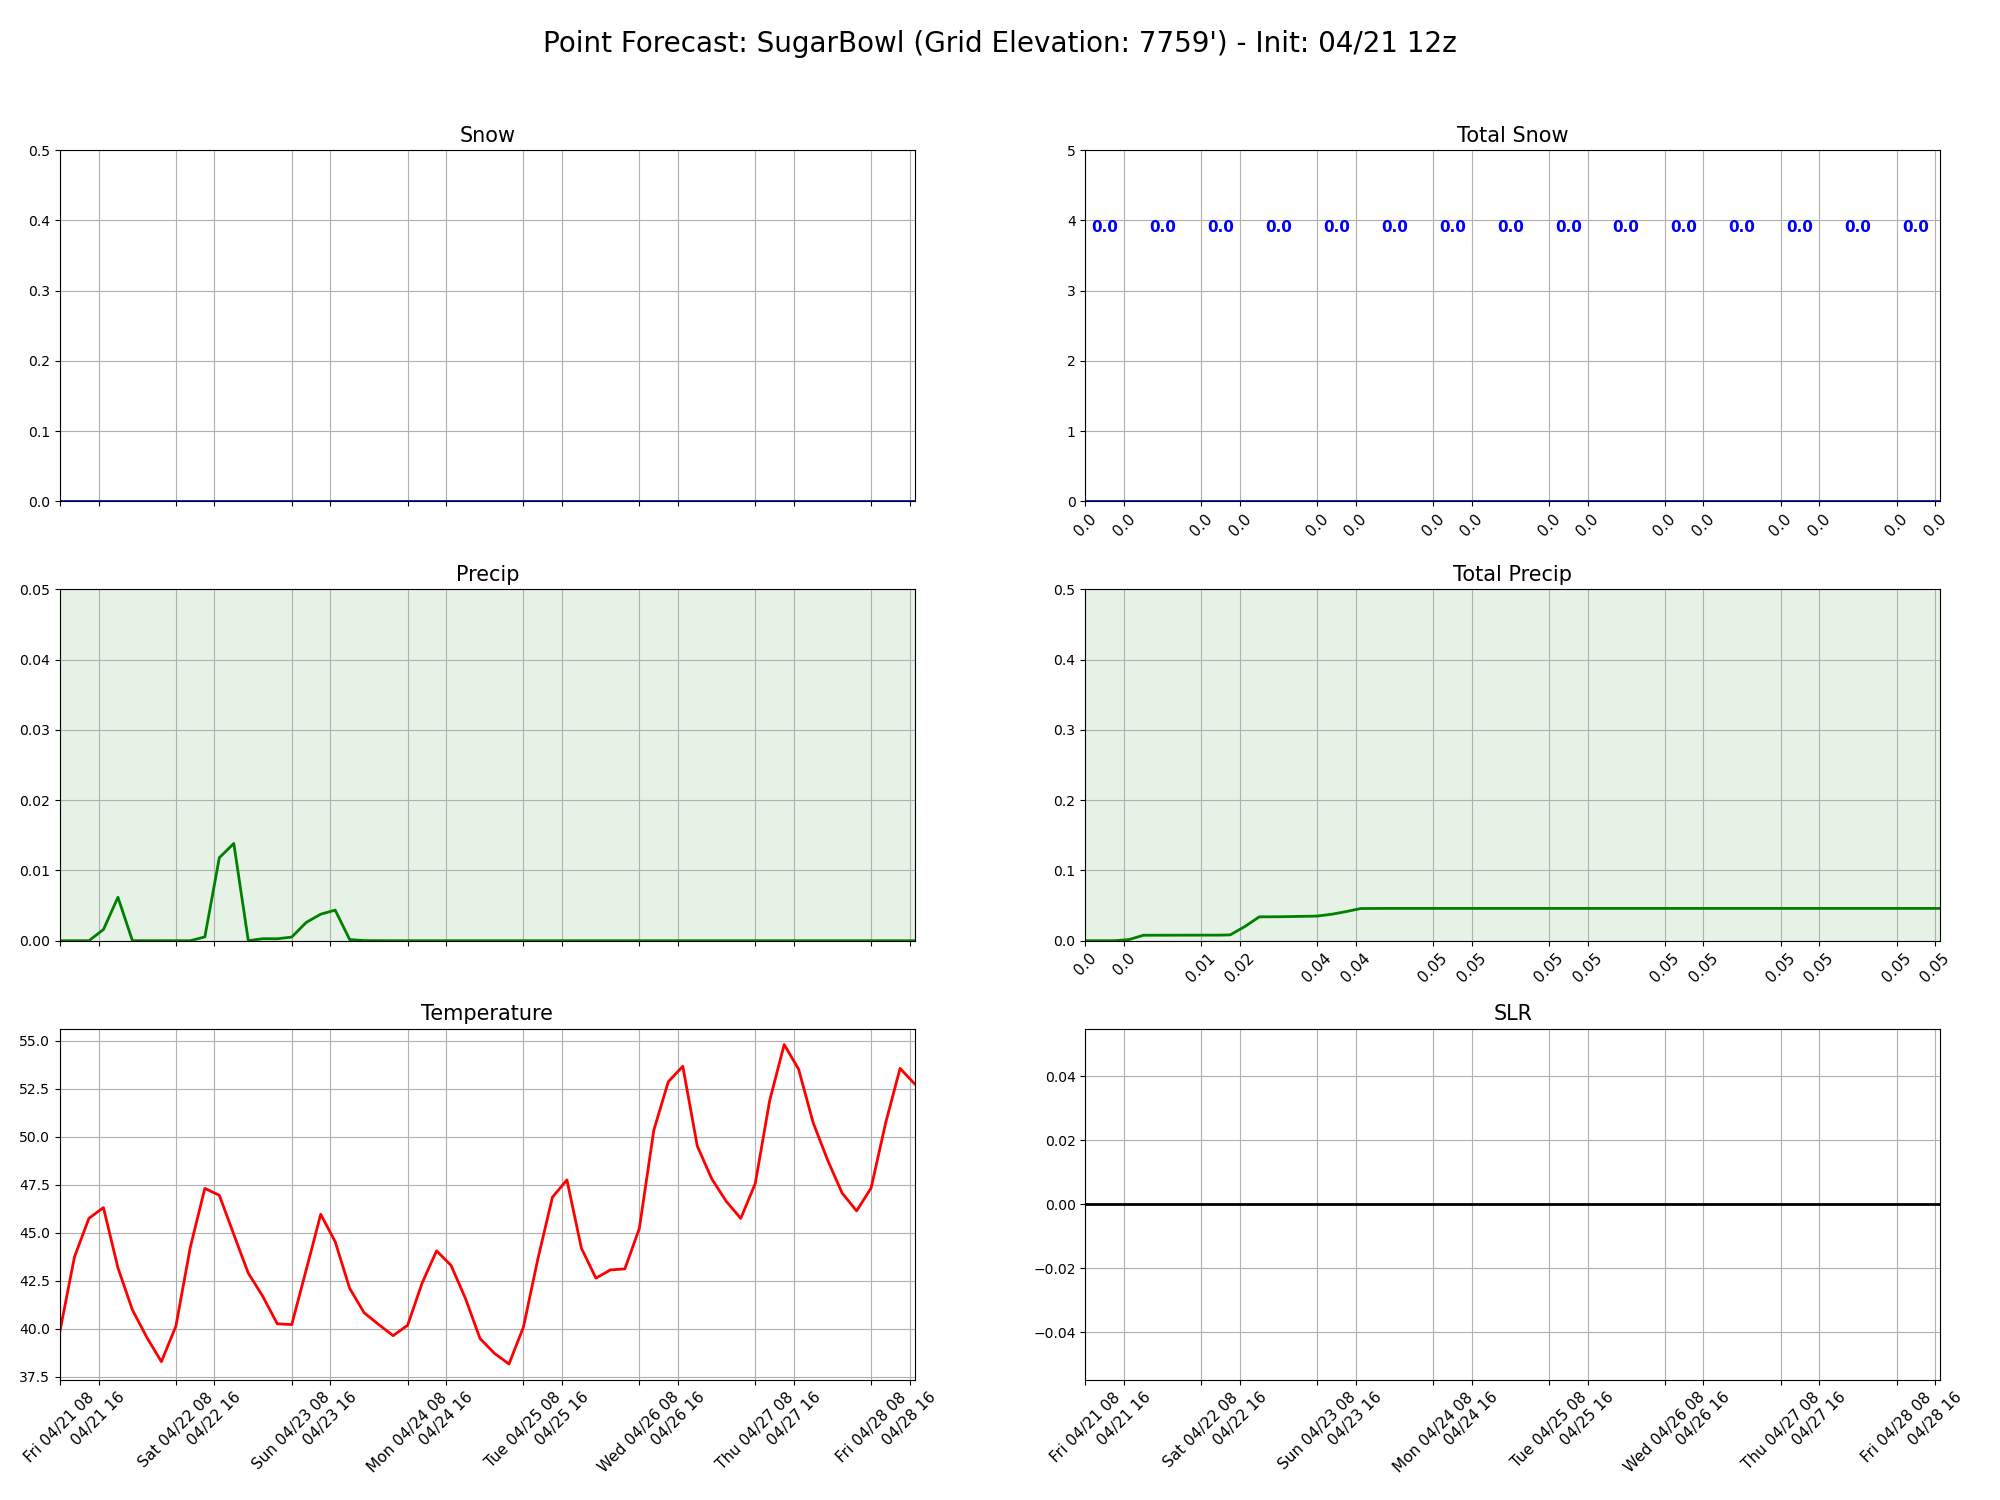 Point Forecast: SugarBowl (Grid Elevation: 7759') - Init: 04/21 12z
Snow
0.5
0.4
0.3
0.2
0.1
0.0
Total Snow
5
4
3
2
1
0
0.0 0.0 0.0 0.0 0.0 0.0 0.0 0.0 0.0 0.0 0.0 0.0 0.0 0.0 0.0
0.0 0.0 0.0 0.0 0.0 0.0 0.0 0.0 0.0 0.0 0.0 0.0 0.0 0.0 0.0 0.0
Precip
0.05
0.04
0.03
0.02
0.01
0.00
Total Precip
0.5
0.4
0.3
0.2
0.1
0.0
0.0 0.0 0.01 0.02 0.04 0.04 0.05 0.05 0.05 0.05 0.05 0.05 0.05 0.05 0.05 0.05
Temperature
55.0
52.5
50.0
47.5
45.0
42.5
40.0
37.5
Fri 04/21 08
04/21 16
Sat 04/22 08
04/22 16
Sun 04/23 08
04/23 16
Mon 04/24 08
04/24 16
Tue 04/25 08
04/25 16
Wed 04/26 08
04/26 16
Thu 04/27 08
04/27 16
Fri 04/28 08
04/28 16
SLR
0.04
0.02
0.00
−0.02
−0.04
Fri 04/21 08
04/21 16
Sat 04/22 08
04/22 16
Sun 04/23 08
04/23 16
Mon 04/24 08
04/24 16
Tue 04/25 08
04/25 16
Wed 04/26 08
04/26 16
Thu 04/27 08
04/27 16
Fri 04/28 08
04/28 16